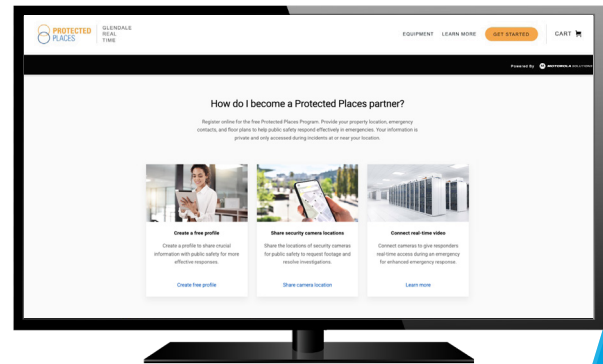 PROTECTED
PLACES
GLENDALE
REAL
TIME
EQUIPMENT LEARN MORE GET STARTED CART
Powered By MOTOROLA SOLUTIONS
How do I become a Protected Places partner?
Register online for the free Protected Places Program. Provide your property location, emergency
contacts, and floor plans to help public safety respond effectively in emergencies. Your information is
private and only accessed during incidents at or near your location.
Create a free profile
Create a profile to share crucial
information with public safety for more
effective responses.
Create free profile
Share security camera locations
Share the locations of security cameras
for public safety to request footage and
resolve investigations.
Share camera location
Connect real-time video
Connect cameras to give responders
real-time access during an emergency
for enhanced emergency response.
Learn more